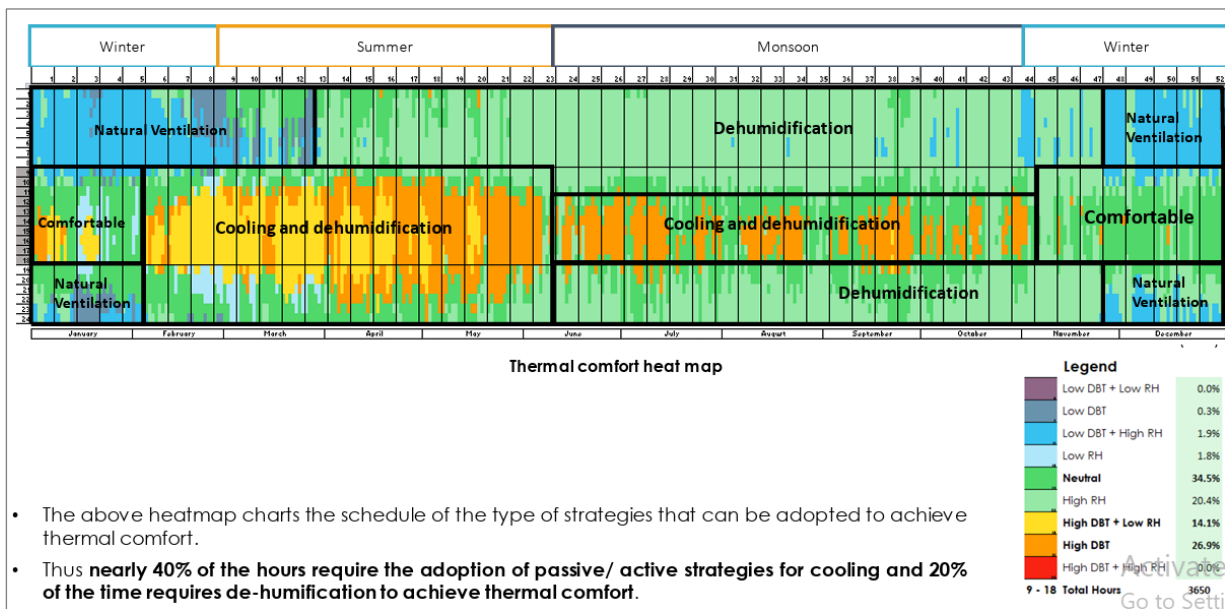 Winter Summer Monsoon Winter
1 2 3 4 5 6 7 8 9 10 11 12 13 14 15 16 17 18 19 20 21 22 23 24 25 26 27 28 29 30 31 32 33 34 35 36 37 38 39 40 41 42 43 44 45 46 47 48 49 50 51 52
Natural Ventilation
Dehumidification
Natural
Ventilation
Comfortable
Cooling and dehumidification
Cooling and dehumidification
Comfortable
Natural
Ventilation
Dehumidification
Natural
Ventilation
January February March April May June July August September October November December
Thermal comfort heat map
Legend
Low DBT + Low RH 0.0%
Low DBT 0.3%
Low DBT + High RH 1.9%
Low RH 1.8%
Neutral 34.5%
High RH 20.4%
High DBT + Low RH 14.1%
High DBT 26.9%
High DBT + High RH 0.0%
9 - 18 Total Hours 3650
• The above heatmap charts the schedule of the type of strategies that can be adopted to achieve
thermal comfort.
• Thus nearly 40% of the hours require the adoption of passive/ active strategies for cooling and 20%
of the time requires de-humification to achieve thermal comfort.
Activate
Go to Setti